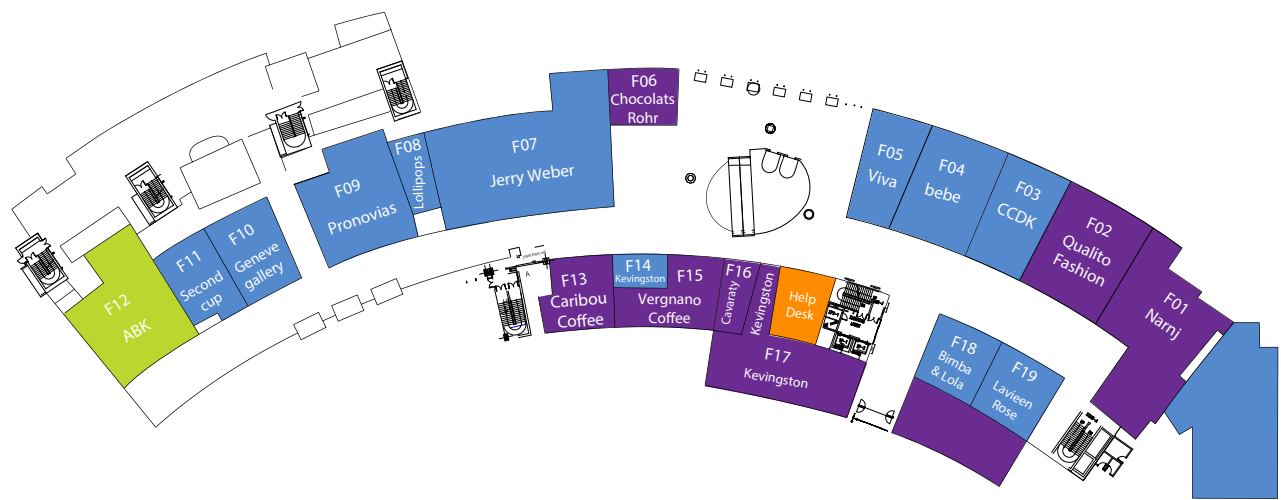 F06
Chocolats
Rohr
F05
Viva
F04
bebe
F03
CCDK
F02
Qualito
Fashion
F01
Narnj
F07
Jerry Weber
F08
Lollipops
F09
Pronovias
F10
Geneve
gallery
F11
Second
cup
F12
ABK
F13
Caribou
Coffee
F14
Kevingston
F15
Vergnano
Coffee
F16
Cavaraty
Kevingston
Help
Desk
F17
Kevingston
F18
Bimba
& Lola
F19
Lavieen
Rose
A